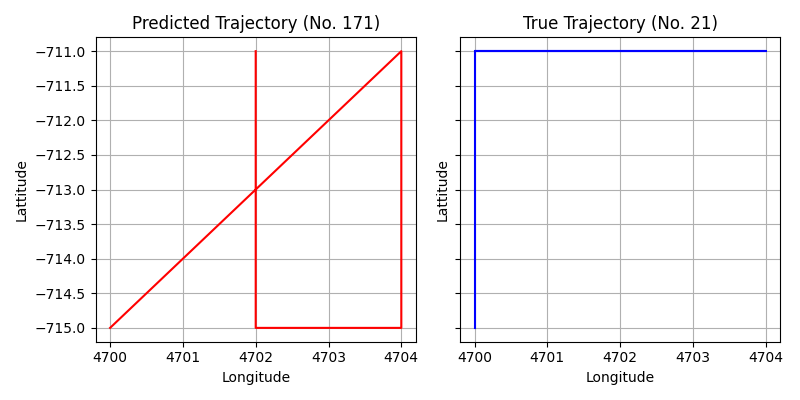 Predicted Trajectory (No. 171)
True Trajectory (No. 21)
−711.0
−711.5
−712.0
−712.5
−713.0
−713.5
−714.0
−714.5
−715.0
Lattitude
Lattitude
4700 4701 4702 4703 4704
4700 4701 4702 4703 4704
Longitude
Longitude